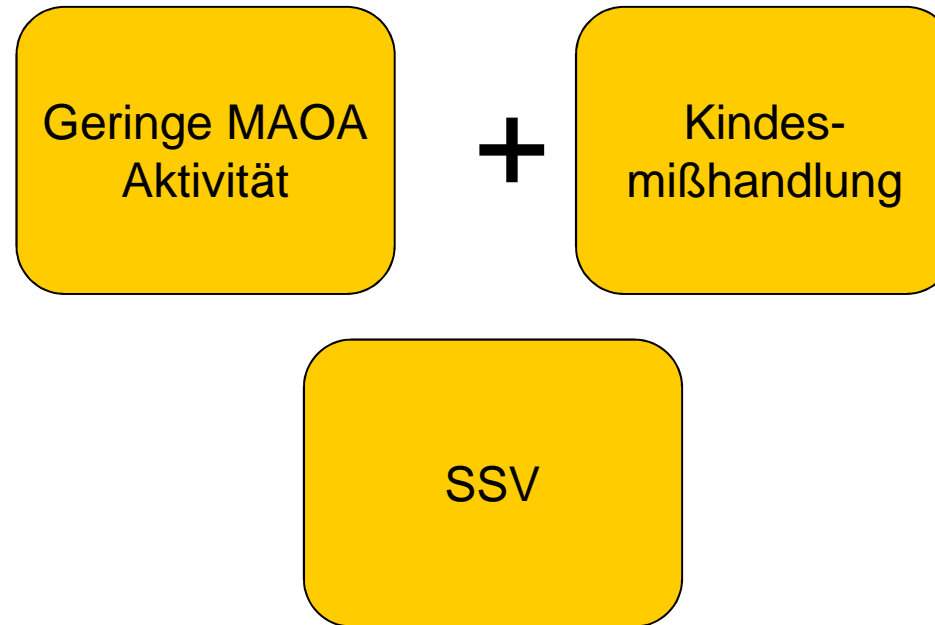 Geringe MAOA
Aktivität
+
Kindes-
mißhandlung
SSV